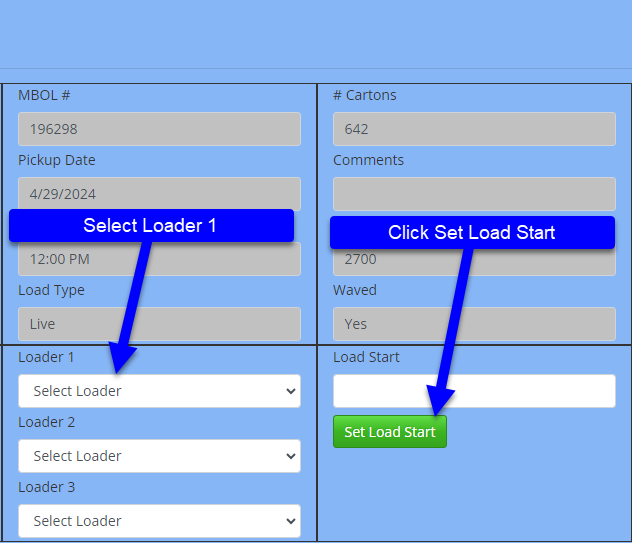 MBOL #
196298
Pickup Date
4/29/2024
Select Loader 1
12:00 PM
Load Type
Live
Loader 1
Select Loader
Loader 2
Select Loader
Loader 3
Select Loader
# Cartons
642
Comments
Click Set Load Start
2700
Waved
Yes
Load Start
Set Load Start